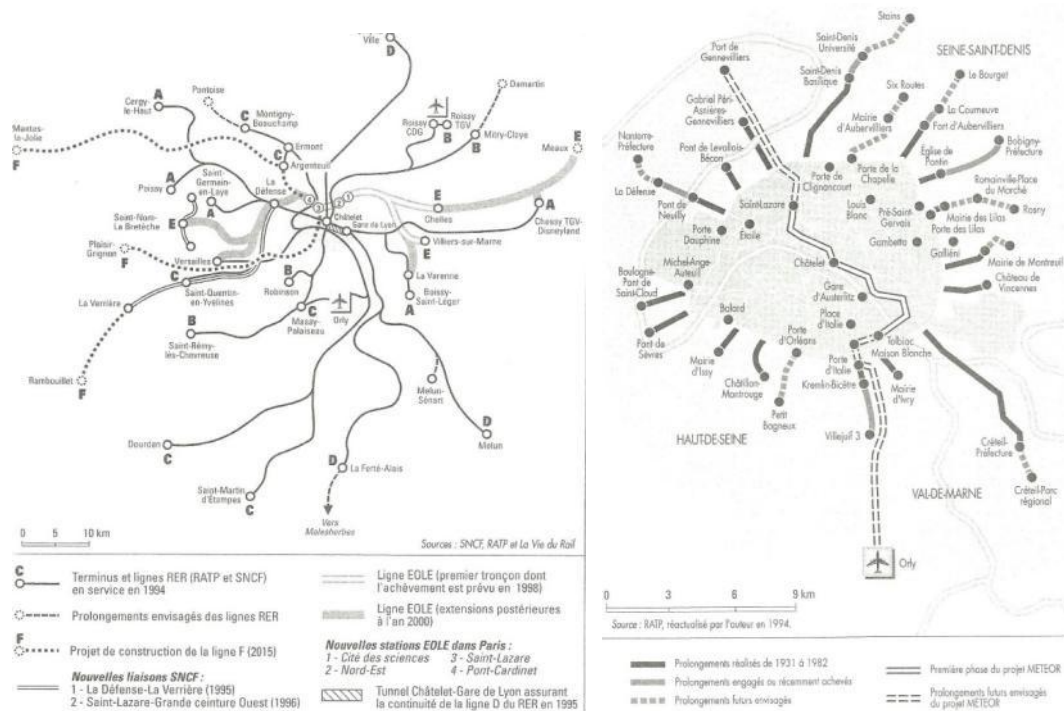 Ville
D
Damartin
Pontoise
A
Cergy-
le-Haut
C
Montigny-
Beauchamp
Roissy
CDG
Roissy
TGV
B
Mitry-Claye
B
E
Meaux
Mantes-
la-Jolie
F
Ermont
C
Argenteuil
Poissy
A
Saint-
Germain-
en-Laye
A
La
Défense
4
3
2
1
Châtelet
Gare de Lyon
E
Chelles
A
Chessy TGV-
Disneyland
Saint-Nom-
La Bretèche
E
Villiers-sur-Marne
E
Plaisir-
Grignon
F
Versailles
C
Saint-Quentin-
en-Yvelines
B
Robinson
La Varenne
Boissy-
Saint-Léger
A
La Verrière
B
Saint-Rémy-
lès-Chevreuse
Massy-
Palaiseau
C
Orly
Rambouillet
F
Melun-
Sénart
D
Melun
Dourdan
C
D
La Ferté-Alais
Saint-Martin
d'Étampes
C
Vers
Malesherbes
0 5 10 km
Sources : SNCF, RATP et La Vie du Rail
C
Terminus et lignes RER (RATP et SNCF)
en service en 1994
Prolongements envisagés des lignes RER
F
Projet de construction de la ligne F (2015)
Nouvelles liaisons SNCF :
1 - La Défense-La Verrière (1995)
2 - Saint-Lazare-Grande ceinture Ouest (1996)
Ligne EOLE (premier tronçon dont
l'achèvement est prévu en 1998)
Ligne EOLE (extensions postérieures
à l'an 2000)
Nouvelles stations EOLE dans Paris :
1 - Cité des sciences 3 - Saint-Lazare
2 - Nord-Est 4 - Pont-Cardinet
Tunnel Châtelet-Gare de Lyon assurant
la continuité de la ligne D du RER en 1995
Stains
Port de
Gennevilliers
Saint-Denis
Université
SEINE-SAINT-DENIS
Saint-Denis
Basilique
Le Bourget
Six Routes
Gabriel Péri-
Asnières-
Gennevilliers
La Courneuve
Mairie
d'Aubervilliers
Fort d'Aubervilliers
Nanterre-
Préfecture
Pont de Levallois-
Bécon
Bobigny-
Préfecture
Église de
Pantin
Porte de
Clignancourt
Porte de la
Chapelle
Romainville-Place
du Marché
La Défense
Saint-Lazare
Louis
Blanc
Pré-Saint-
Gervais
Rosny
Pont de
Neuilly
Mairie des Lilas
Porte des Lilas
Porte
Dauphine
Étoile
Gambetta
Galliéni
Mairie de Montreuil
Michel-Ange-
Auteuil
Châtelet
Château de
Vincennes
Boulogne-
Pont de
Saint-Cloud
Gare
d'Austerlitz
Balard
Place
d'Italie
Porte
d'Orléans
Pont de
Sèvres
Tolbiac
Maison Blanche
Mairie
d'Issy
Porte
d'Italie
Kremlin-Bicêtre
Mairie
d'Ivry
Châtillon-
Montrouge
Petit
Bagneux
HAUT-DE-SEINE
Villejuif 3
Créteil-
Préfecture
VAL-DE-MARNE
Créteil-Parc
régional
Orly
0 3 6 9 km
Source : RATP, réactualisé par l'auteur en 1994.
Prolongements réalisés de 1931 à 1982
Prolongements engagés ou récemment achevés
Prolongements futurs envisagés
Première phase du projet METEOR
Prolongements futurs envisagés
du projet METEOR